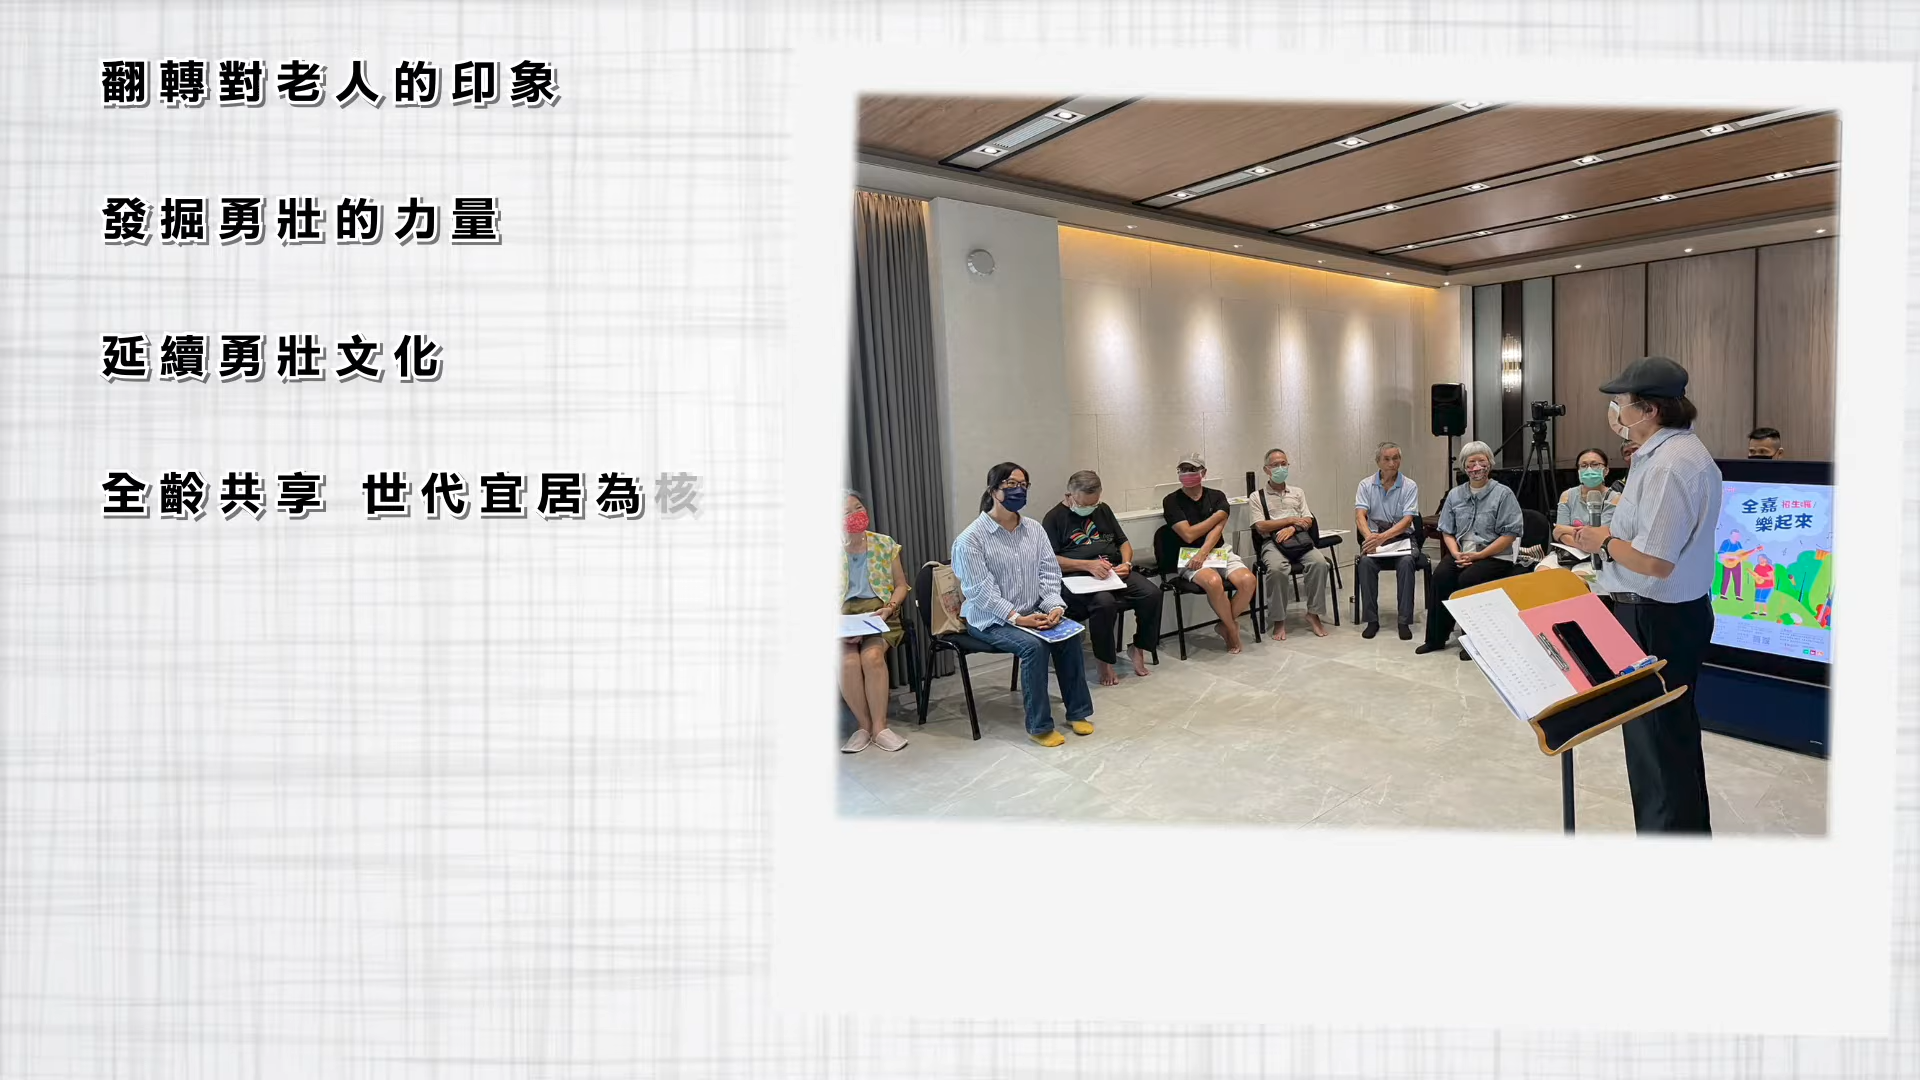 翻轉對老人的印象
發掘勇壯的力量
延續勇壯文化
全齡共享 世代宜居為核
全嘉
樂起來